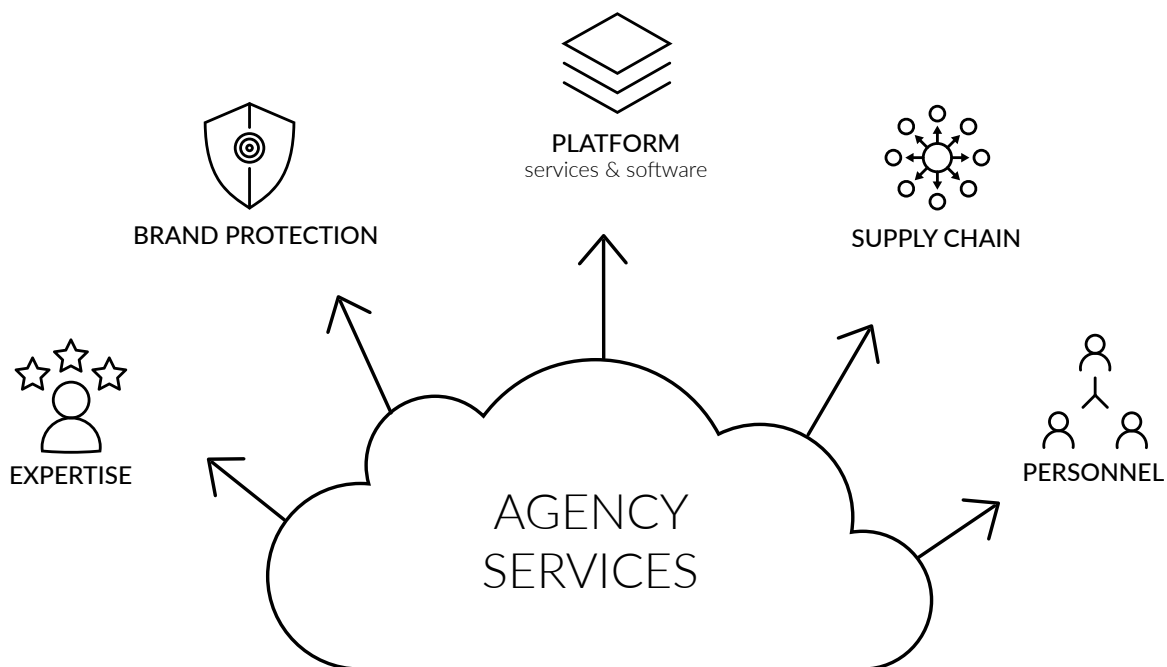 PLATFORM
services & software
BRAND PROTECTION
SUPPLY CHAIN
EXPERTISE
PERSONNEL
AGENCY
SERVICES